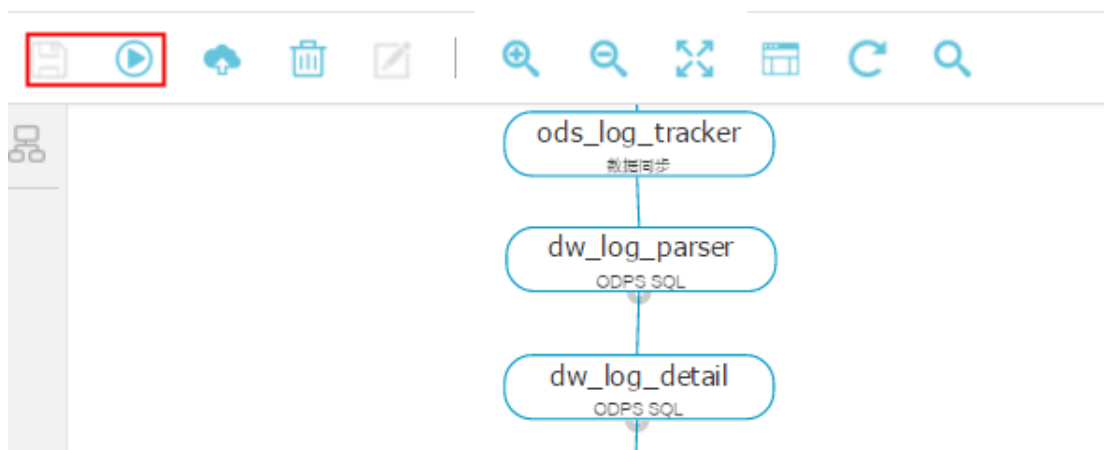 ods_log_tracker
数据同步
dw_log_parser
ODPS SQL
dw_log_detail
ODPS SQL